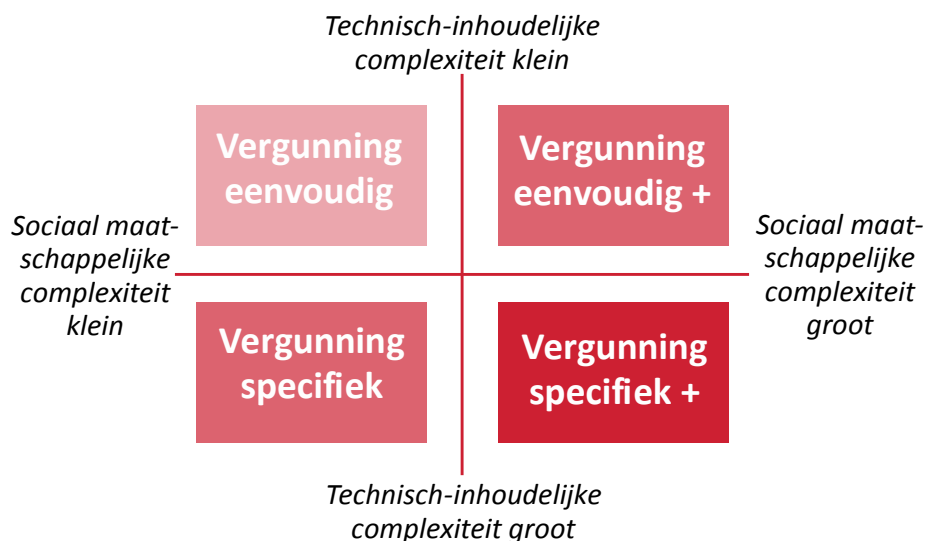 Technisch-inhoudelijke
complexiteit klein
Vergunning
eenvoudig
Vergunning
eenvoudig +
Sociaal maat-
schappelijke
complexiteit
klein
Sociaal maat-
schappelijke
complexiteit
groot
Vergunning
specifiek
Vergunning
specifiek +
Technisch-inhoudelijke
complexiteit groot